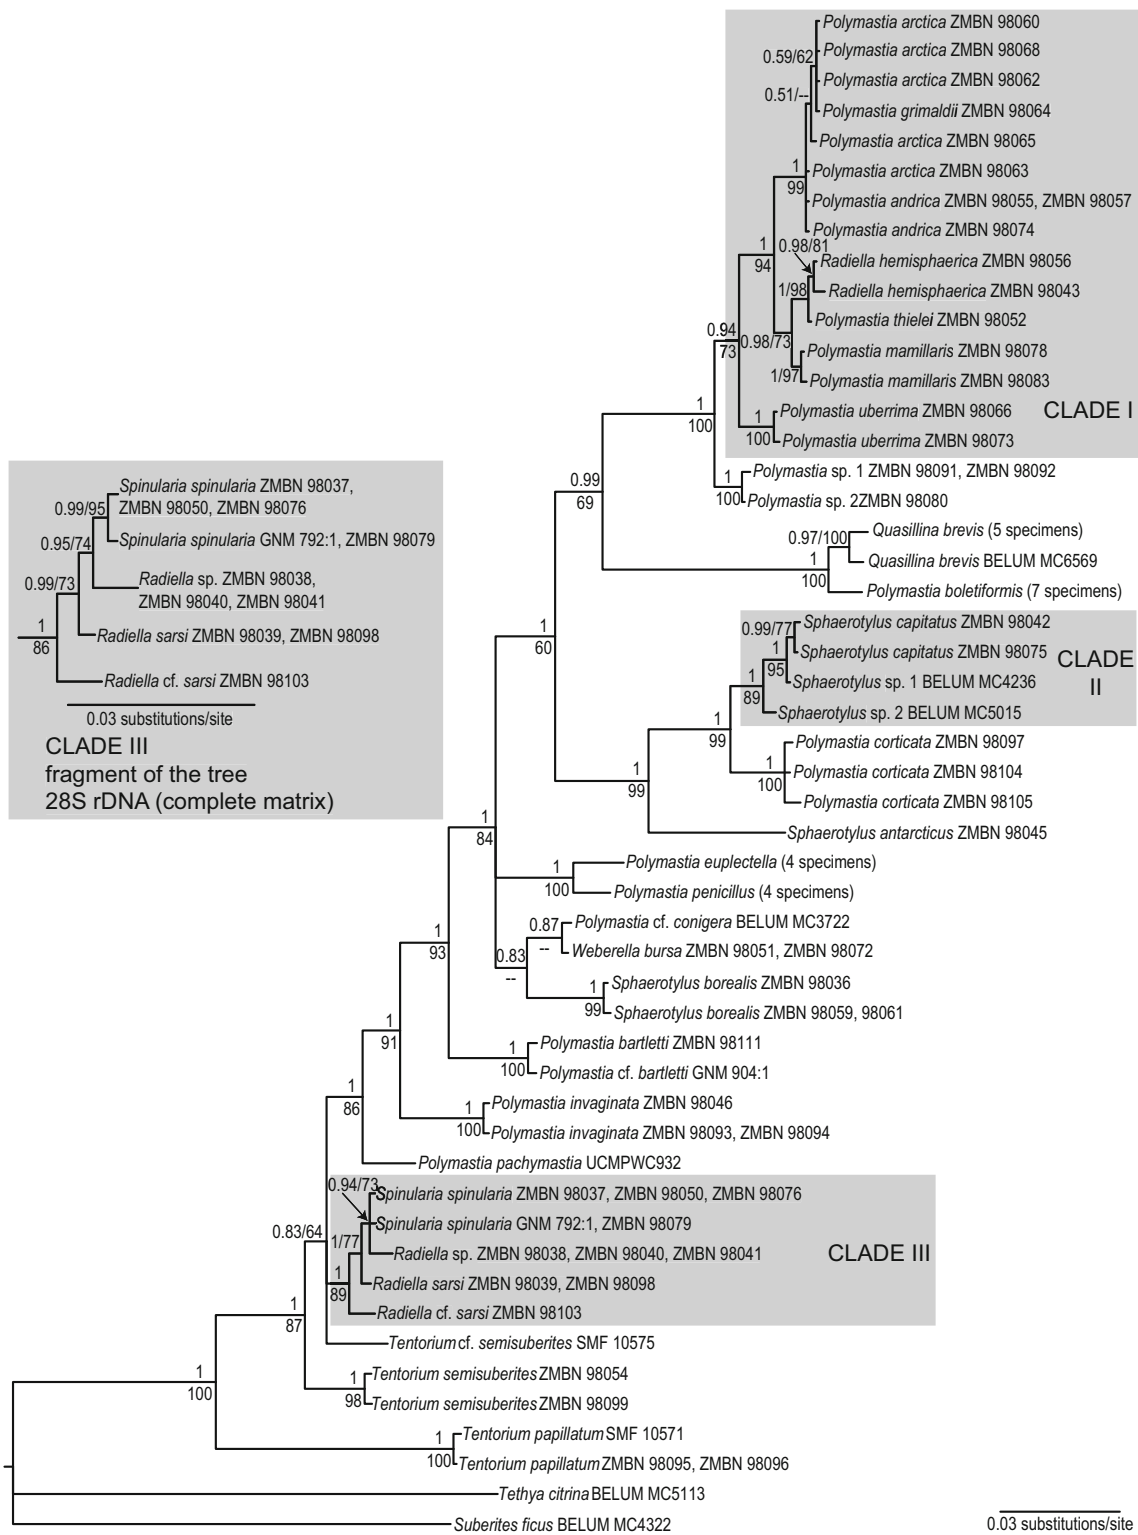 Polymastia arctica ZMBN 98060
Polymastia arctica ZMBN 98068
0.59/62
Polymastia arctica ZMBN 98062
0.51/--
Polymastia grimaldii ZMBN 98064
Polymastia arctica ZMBN 98065
1
99
Polymastia arctica ZMBN 98063
Polymastia andrica ZMBN 98055, ZMBN 98057
Polymastia andrica ZMBN 98074
1
94
0.98/81
Radiella hemisphaerica ZMBN 98056
1/98
Radiella hemisphaerica ZMBN 98043
Polymastia thielei ZMBN 98052
0.94
73
0.98/73
Polymastia mamillaris ZMBN 98078
1/97
Polymastia mamillaris ZMBN 98083
1
100
Polymastia uberrima ZMBN 98066
CLADE I
1
100
Polymastia uberrima ZMBN 98073
Polymastia sp. 1 ZMBN 98091, ZMBN 98092
1
100
Polymastia sp. 2ZMBN 98080
0.99
69
Quasillina brevis (5 specimens)
0.97/100
Quasillina brevis BELUM MC6569
1
100
Polymastia boletiformis (7 specimens)
Spinularia spinularia ZMBN 98037,
ZMBN 98050, ZMBN 98076
0.99/95
Spinularia spinularia GNM 792:1, ZMBN 98079
0.95/74
Radiella sp. ZMBN 98038,
ZMBN 98040, ZMBN 98041
0.99/73
Radiella sarsi ZMBN 98039, ZMBN 98098
1
86
Radiella cf. sarsi ZMBN 98103
0.03 substitutions/site
CLADE III
fragment of the tree
28S rDNA (complete matrix)
1
60
Sphaerotylus capitatus ZMBN 98042
0.99/77
Sphaerotylus capitatus ZMBN 98075
CLADE
II
1
95
Sphaerotylus sp. 1 BELUM MC4236
1
89
Sphaerotylus sp. 2 BELUM MC5015
1
99
Polymastia corticata ZMBN 98097
1
100
Polymastia corticata ZMBN 98104
1
99
Polymastia corticata ZMBN 98105
Sphaerotylus antarcticus ZMBN 98045
1
84
Polymastia euplectella (4 specimens)
1
100
Polymastia penicillus (4 specimens)
Polymastia cf. conigera BELUM MC3722
0.87
--
Weberella bursa ZMBN 98051, ZMBN 98072
0.83
--
1
93
Sphaerotylus borealis ZMBN 98036
1
99
Sphaerotylus borealis ZMBN 98059, 98061
1
91
Polymastia bartletti ZMBN 98111
1
100
Polymastia cf. bartletti GNM 904:1
1
86
Polymastia invaginata ZMBN 98046
1
100
Polymastia invaginata ZMBN 98093, ZMBN 98094
Polymastia pachymastia UCMPWC932
0.94/73
Spinularia spinularia ZMBN 98037, ZMBN 98050, ZMBN 98076
Spinularia spinularia GNM 792:1, ZMBN 98079
0.83/64
1/77
Radiella sp. ZMBN 98038, ZMBN 98040, ZMBN 98041
CLADE III
1
89
Radiella sarsi ZMBN 98039, ZMBN 98098
Radiella cf. sarsi ZMBN 98103
1
87
Tentorium cf. semisuberites SMF 10575
Tentorium semisuberites ZMBN 98054
1
98
Tentorium semisuberites ZMBN 98099
1
100
Tentorium papillatum SMF 10571
1
100
Tentorium papillatum ZMBN 98095, ZMBN 98096
Tethya citrina BELUM MC5113
Suberites ficus BELUM MC4322
0.03 substitutions/site